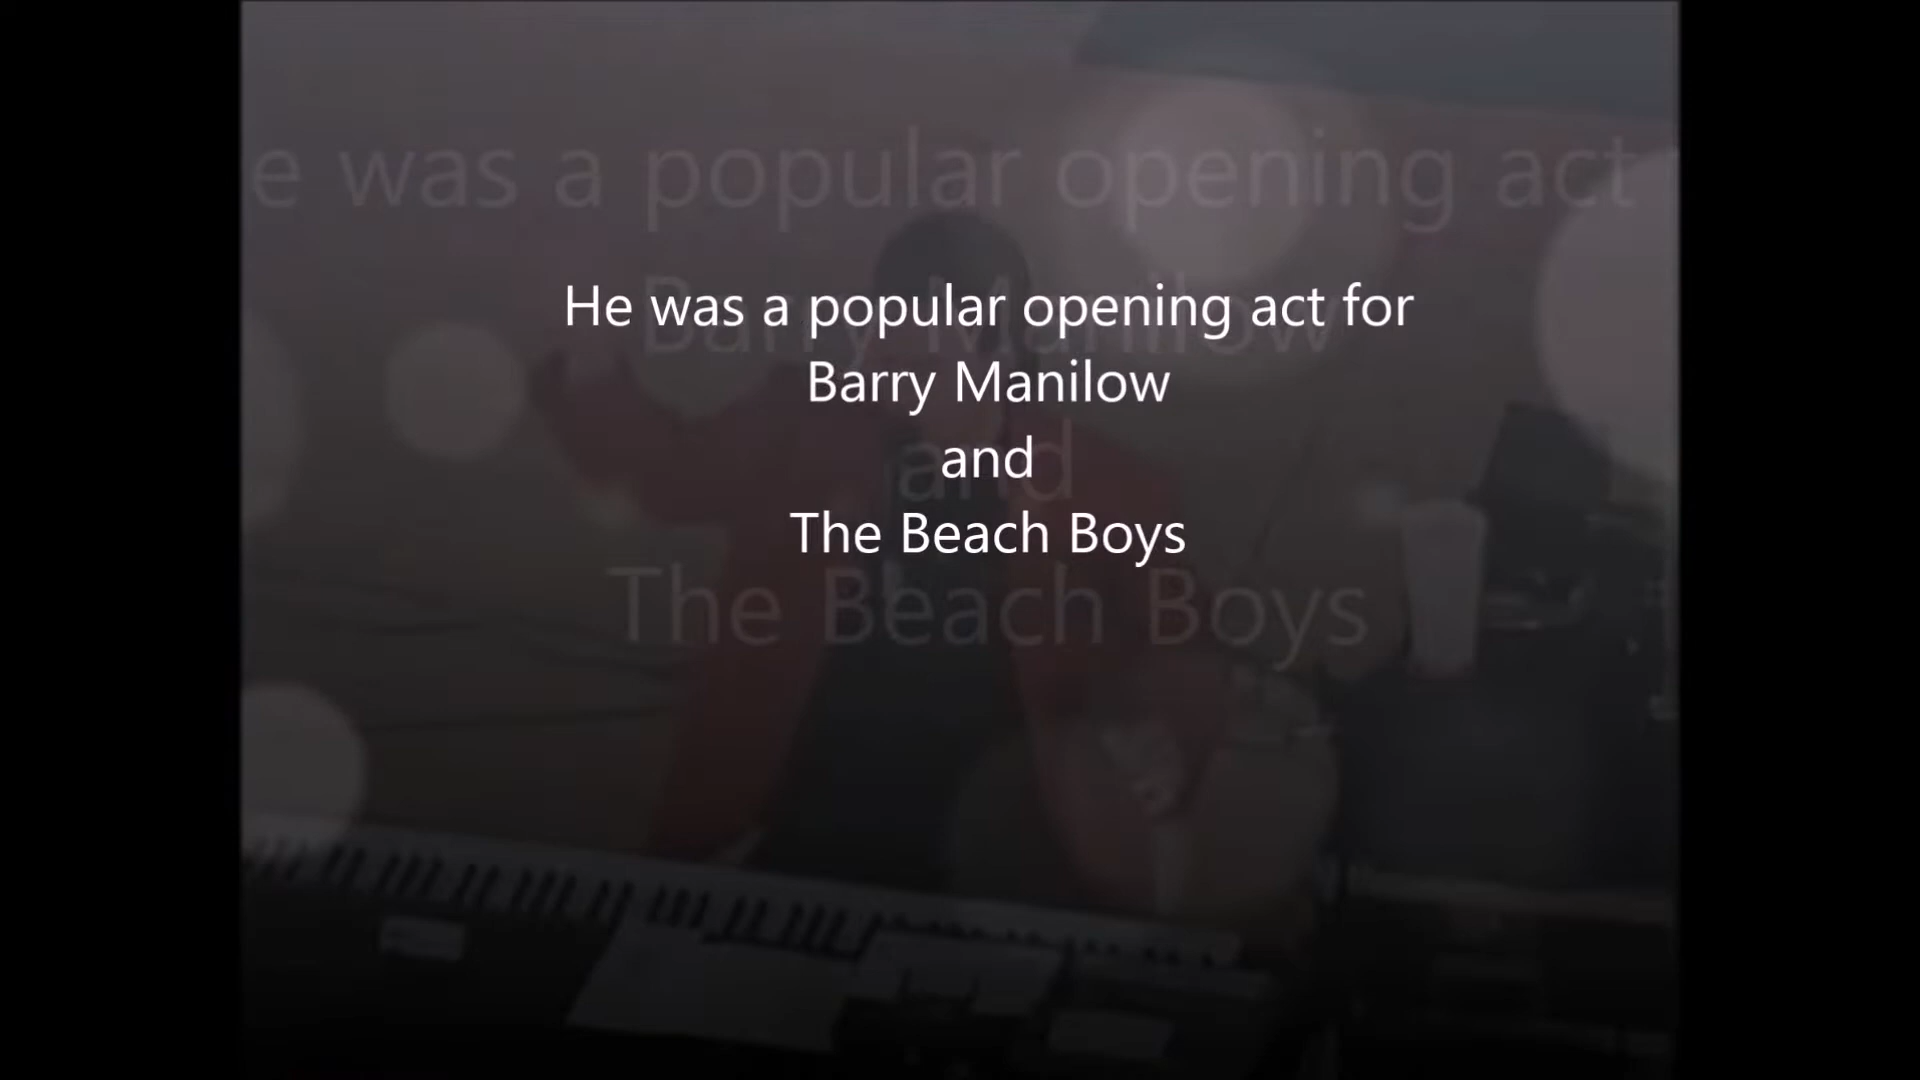 He was a popular opening act for
Barry Manilow
and
The Beach Boys